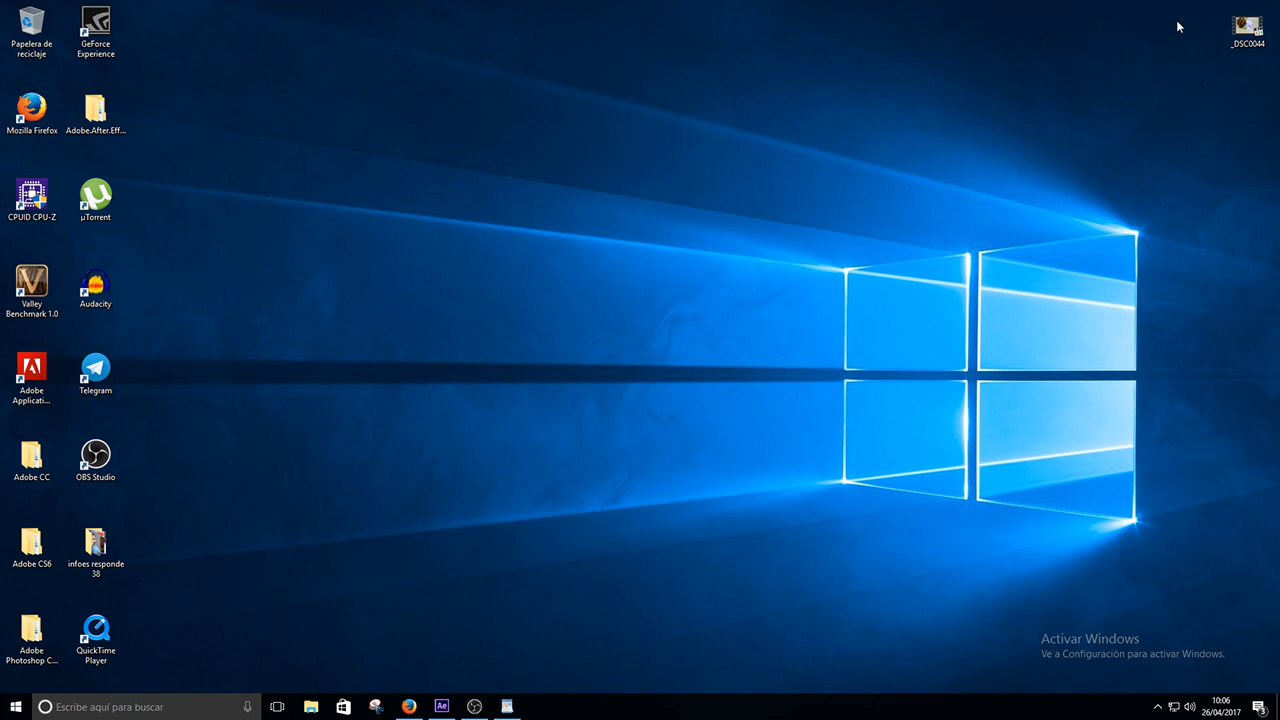 Papelera de
reciclaje
GeForce
Experience
_DSC0044
Mozilla Firefox
Adobe.After.Eff...
CPUID CPU-Z
µTorrent
Valley
Benchmark 1.0
Audacity
Adobe
Applicati...
Telegram
Adobe CC
OBS Studio
Adobe CS6
infoes responde
38
Adobe
Photoshop C...
QuickTime
Player
Activar Windows
Ve a Configuración para activar Windows.
Escribe aquí para buscar
Ae
10:06
26/04/2017
3